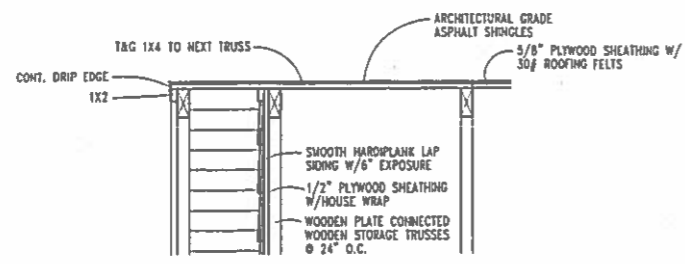 ARCHITECTURAL GRADE
ASPHALT SHINGLES
T&G 1X4 TO NEXT TRUSS
5/8" PLYWOOD SHEATHING W/
30# ROOFING FELTS
CONT. DRIP EDGE
1X2
SMOOTH HARDIPLANK LAP
SIDING W/6" EXPOSURE
1/2" PLYWOOD SHEATHING
W/HOUSE WRAP
WOODEN PLATE CONNECTED
WOODEN STORAGE TRUSSES
@ 24" O.C.